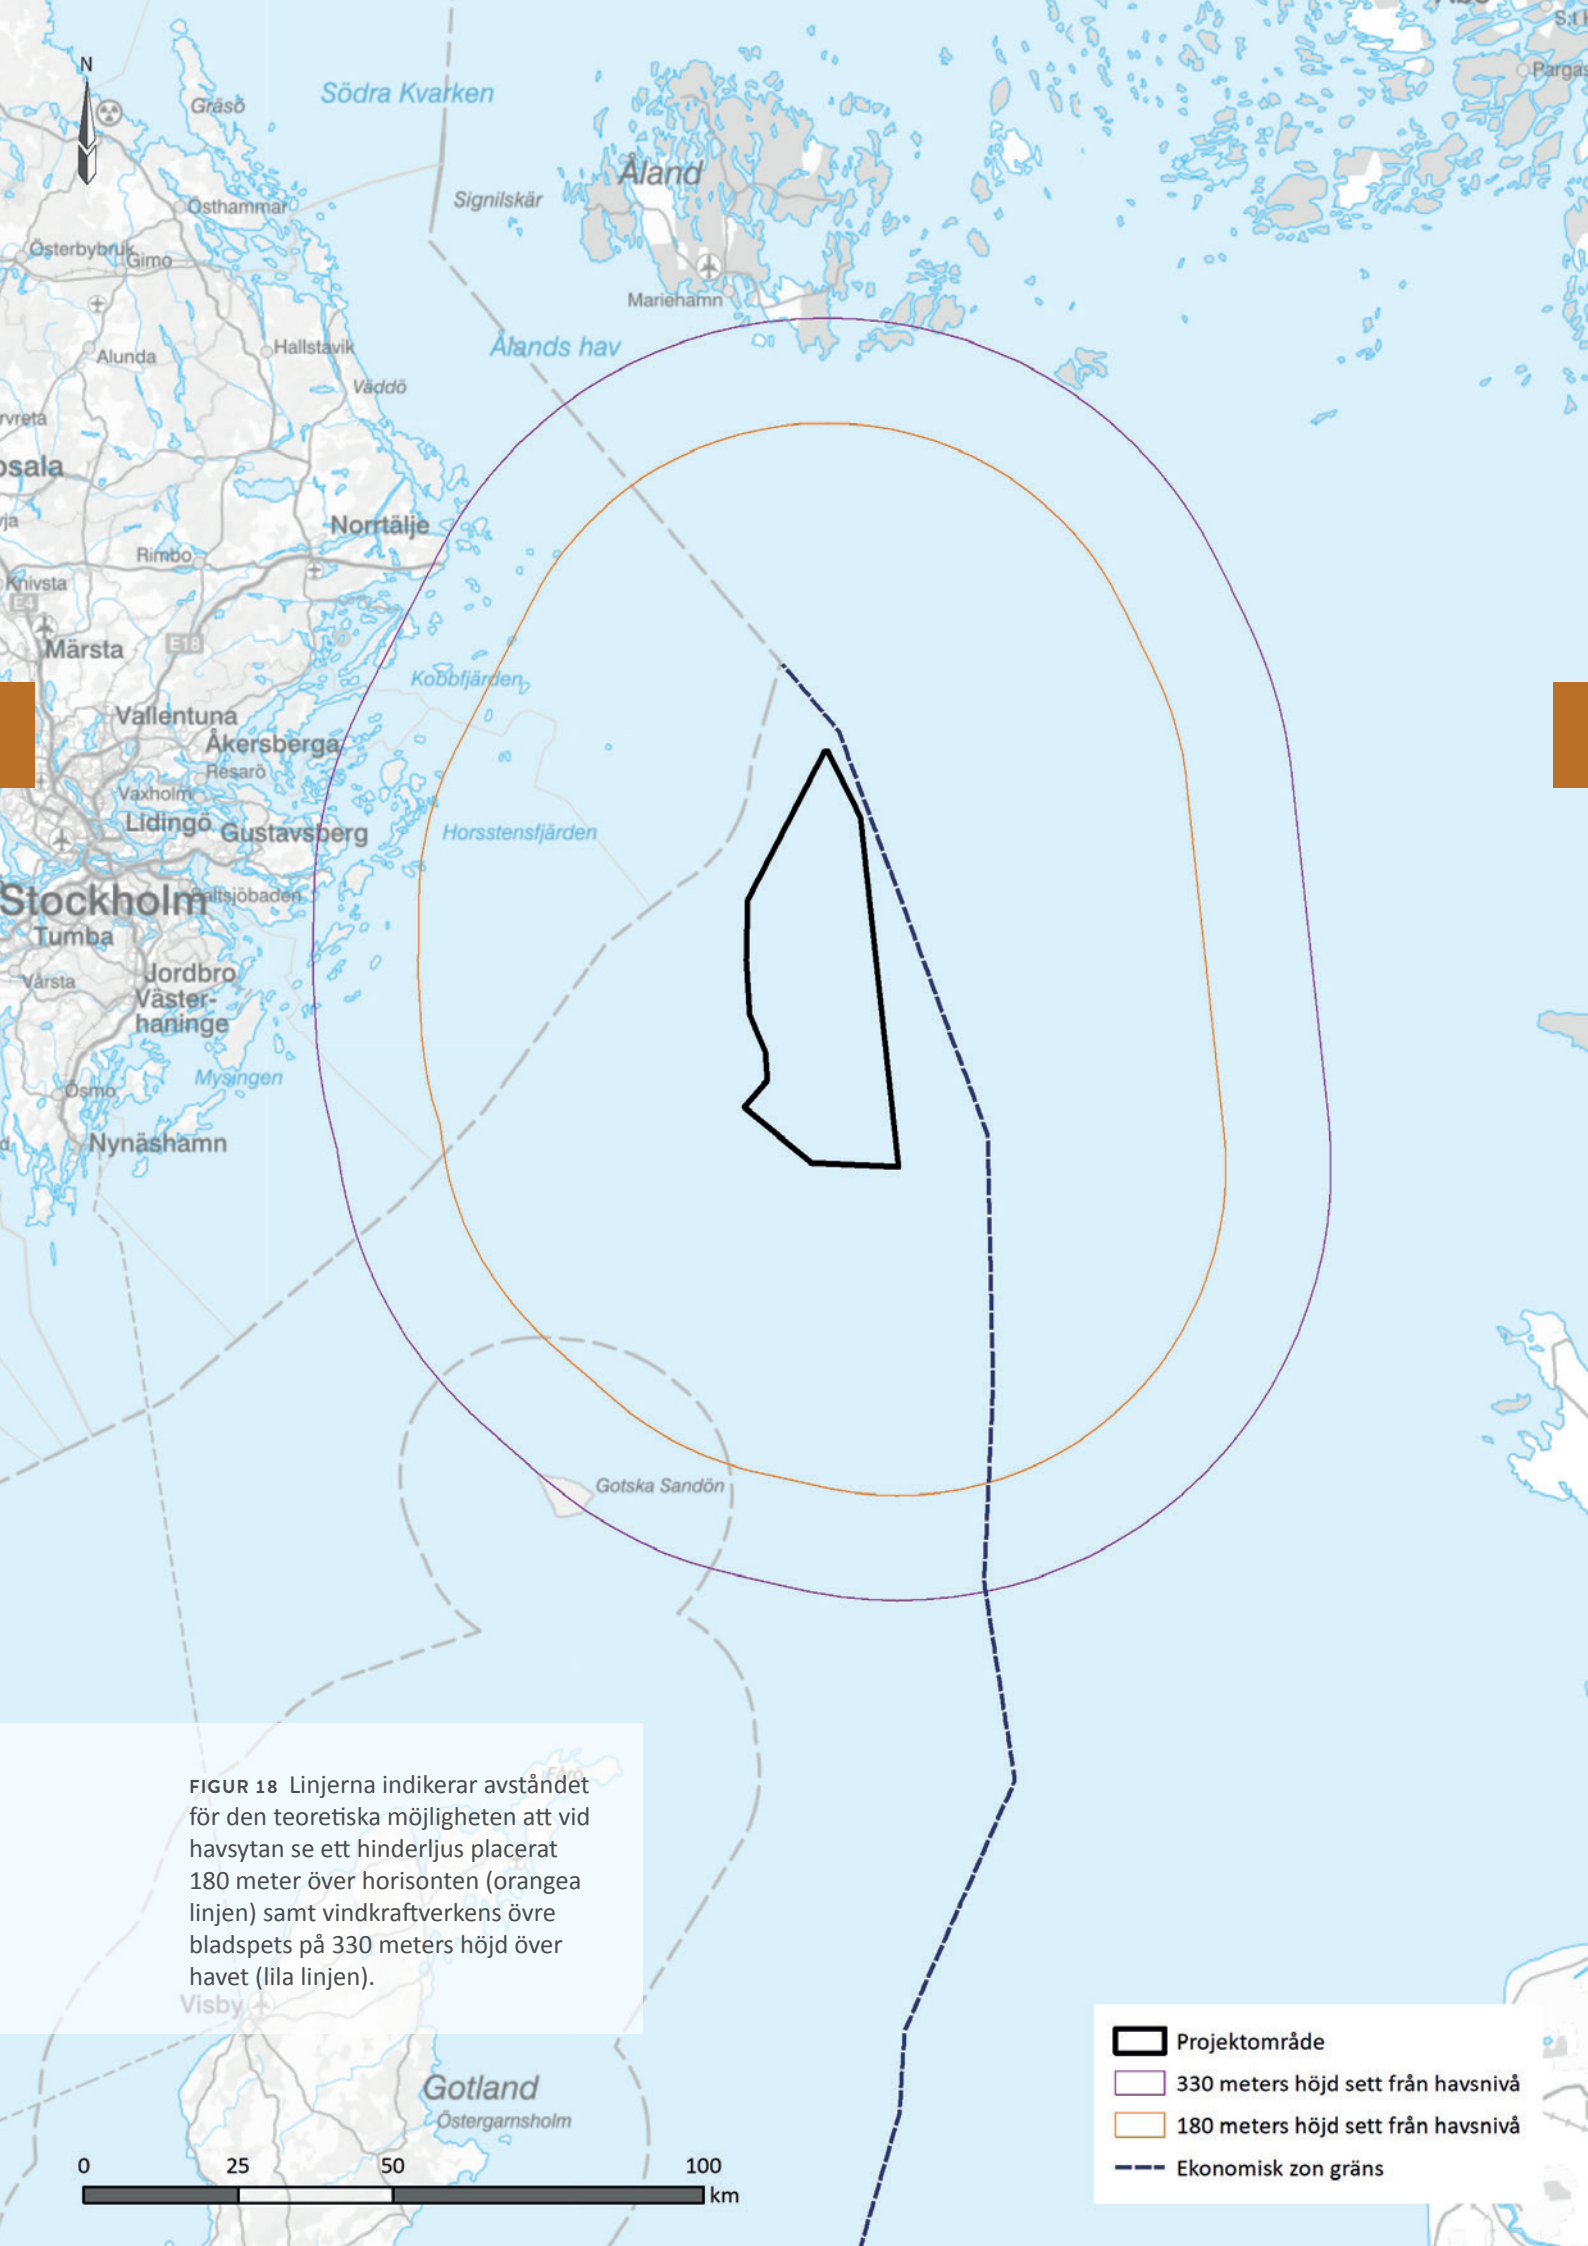 Åbo
Pargas
N
Gräsö
Södra Kvarken
Åland
Signilskär
Östhammar
Österbybruk
Gimo
Mariehamn
Ålands hav
Alunda
Hallstavik
Väddö
Norrtälje
Rimbo
Knivsta
E4
Märsta
E18
Kobbfjärden
Vallentuna
Åkersberga
Resarö
Vaxholm
Lidingö
Gustavsberg
Horsstensfjärden
Stockholm
Saltsjöbaden
Tumba
Vårsta
Jordbro
Väster-
haninge
Mysingen
Ösmo
Nynäshamn
Gotska Sandön
Fårö
FIGUR 18 Linjerna indikerar avståndet
för den teoretiska möjligheten att vid
havsytan se ett hinderljus placerat
180 meter över horisonten (orangea
linjen) samt vindkraftverkens övre
bladspets på 330 meters höjd över
havet (lila linjen).
Visby
Gotland
Östergarnsholm
0 25 50 100
km
Projektområde
330 meters höjd sett från havsnivå
180 meters höjd sett från havsnivå
Ekonomisk zon gräns